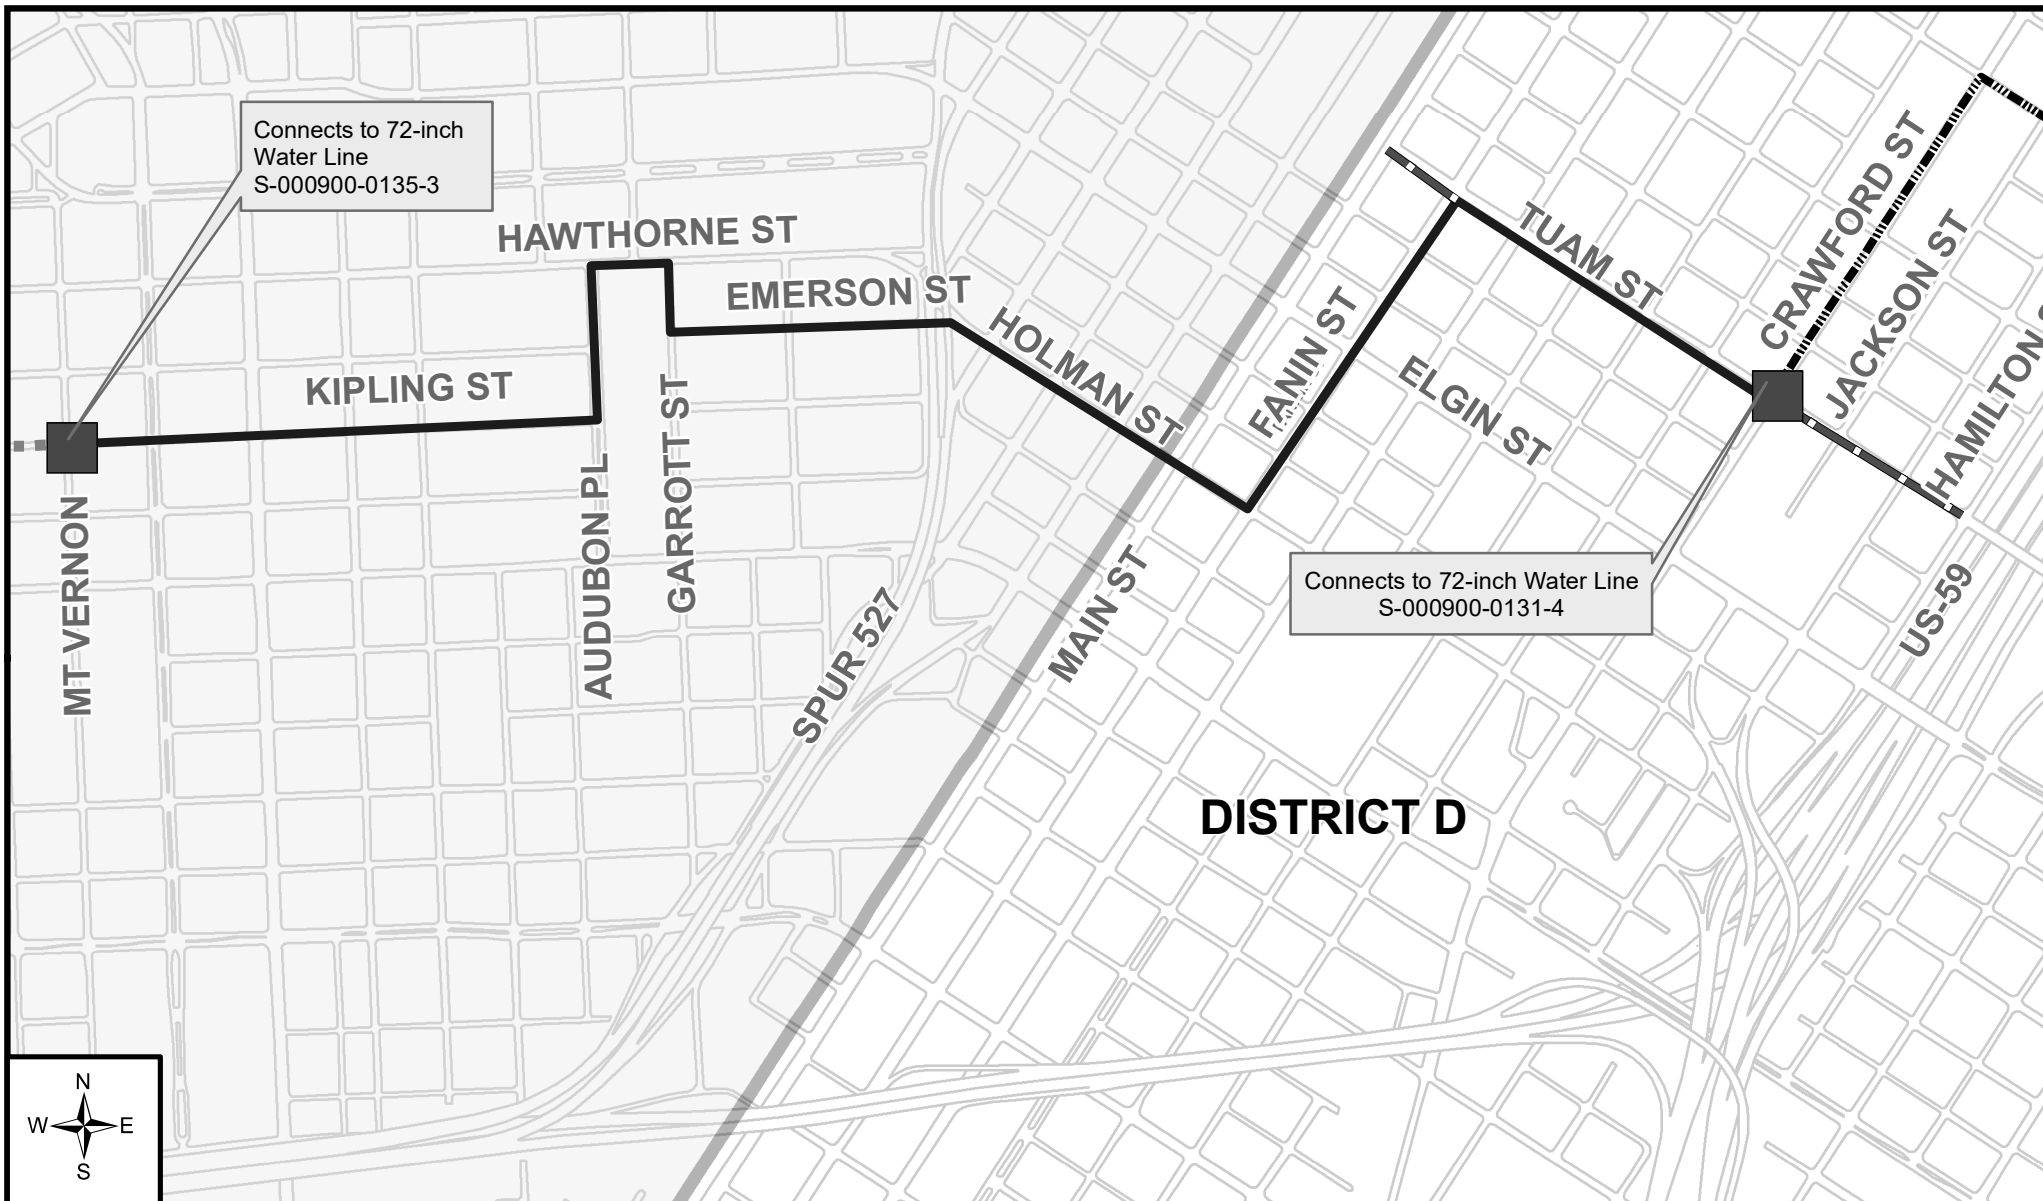 Connects to 72-inch
Water Line
S-000900-0135-3
HAWTHORNE ST
EMERSON ST
KIPLING ST
HOLMAN ST
FANIN ST
TUAM ST
ELGIN ST
CRAWFORD ST
JACKSON ST
HAMILTON S
MT VERNON
AUDUBON PL
GARROTT ST
SPUR 527
MAIN ST
US-59
Connects to 72-inch Water Line
S-000900-0131-4
DISTRICT D
N
W E
S